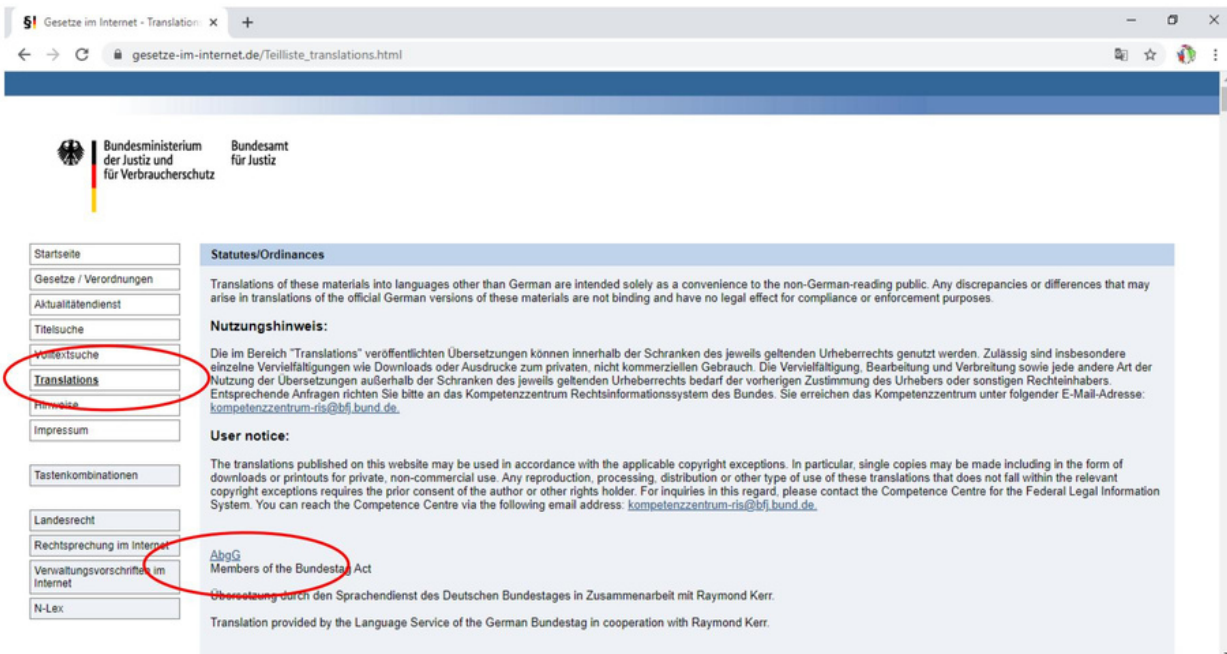 §! Gesetze im Internet - Translation
gesetze-im-internet.de/Teilliste_translations.html
Bundesministerium
der Justiz und
für Verbraucherschutz
Bundesamt
für Justiz
Startseite
Gesetze / Verordnungen
Aktualitätendienst
Titelsuche
Volltextsuche
Translations
Hinweise
Impressum
Tastenkombinationen
Landesrecht
Rechtsprechung im Internet
Verwaltungsvorschriften im
Internet
N-Lex
Statutes/Ordinances
Translations of these materials into languages other than German are intended solely as a convenience to the non-German-reading public. Any discrepancies or differences that may
arise in translations of the official German versions of these materials are not binding and have no legal effect for compliance or enforcement purposes.
Nutzungshinweis:
Die im Bereich "Translations" veröffentlichten Übersetzungen können innerhalb der Schranken des jeweils geltenden Urheberrechts genutzt werden. Zulässig sind insbesondere
einzelne Vervielfältigungen wie Downloads oder Ausdrucke zum privaten, nicht kommerziellen Gebrauch. Die Vervielfältigung, Bearbeitung und Verbreitung sowie jede andere Art der
Nutzung der Übersetzungen außerhalb der Schranken des jeweils geltenden Urheberrechts bedarf der vorherigen Zustimmung des Urhebers oder sonstigen Rechteinhabers.
Entsprechende Anfragen richten Sie bitte an das Kompetenzzentrum Rechtsinformationssystem des Bundes. Sie erreichen das Kompetenzzentrum unter folgender E-Mail-Adresse:
kompetenzzentrum-ris@bfj.bund.de.
User notice:
The translations published on this website may be used in accordance with the applicable copyright exceptions. In particular, single copies may be made including in the form of
downloads or printouts for private, non-commercial use. Any reproduction, processing, distribution or other type of use of these translations that does not fall within the relevant
copyright exceptions requires the prior consent of the author or other rights holder. For inquiries in this regard, please contact the Competence Centre for the Federal Legal Information
System. You can reach the Competence Centre via the following email address: kompetenzzentrum-ris@bfj.bund.de.
AbgG
Members of the Bundestag Act
Übersetzung durch den Sprachendienst des Deutschen Bundestages in Zusammenarbeit mit Raymond Kerr.
Translation provided by the Language Service of the German Bundestag in cooperation with Raymond Kerr.